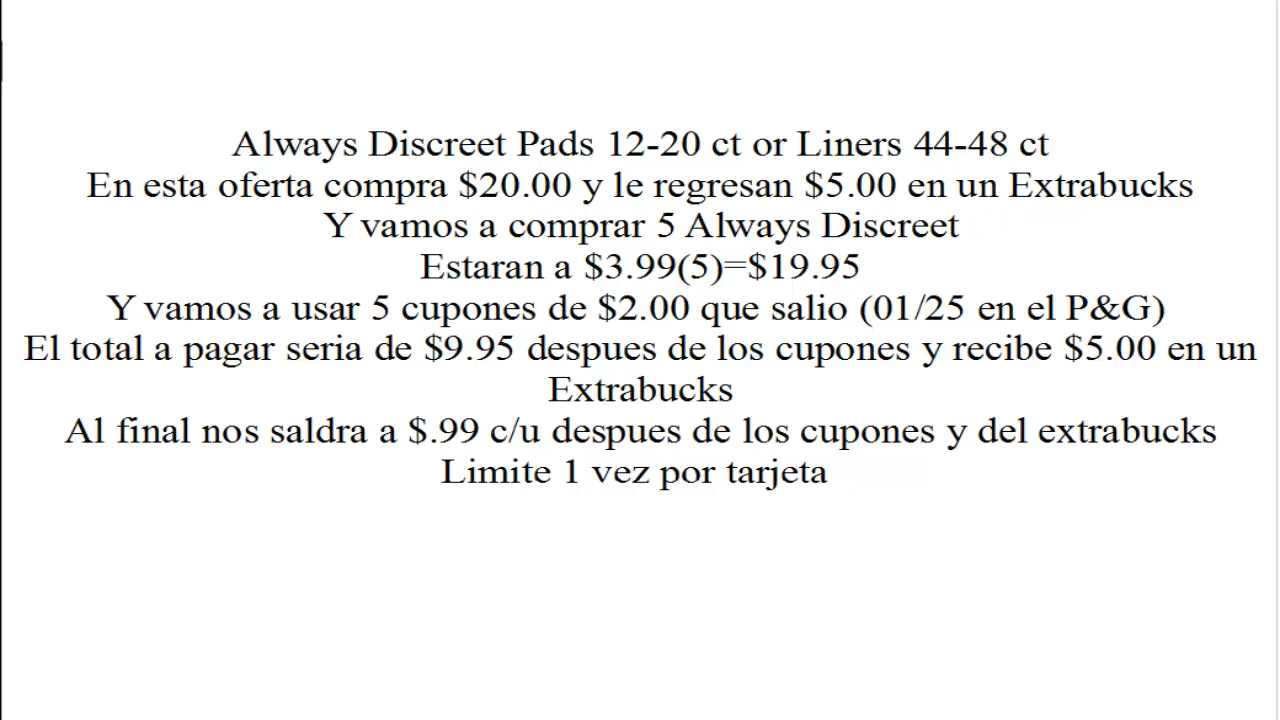 Always Discreet Pads 12-20 ct or Liners 44-48 ct
En esta oferta compra $20.00 y le regresan $5.00 en un Extrabucks
Y vamos a comprar 5 Always Discreet
Estaran a $3.99(5)=$19.95
Y vamos a usar 5 cupones de $2.00 que salio (01/25 en el P&G)
El total a pagar seria de $9.95 despues de los cupones y recibe $5.00 en un
Extrabucks
Al final nos saldra a $.99 c/u despues de los cupones y del extrabucks
Limite 1 vez por tarjeta